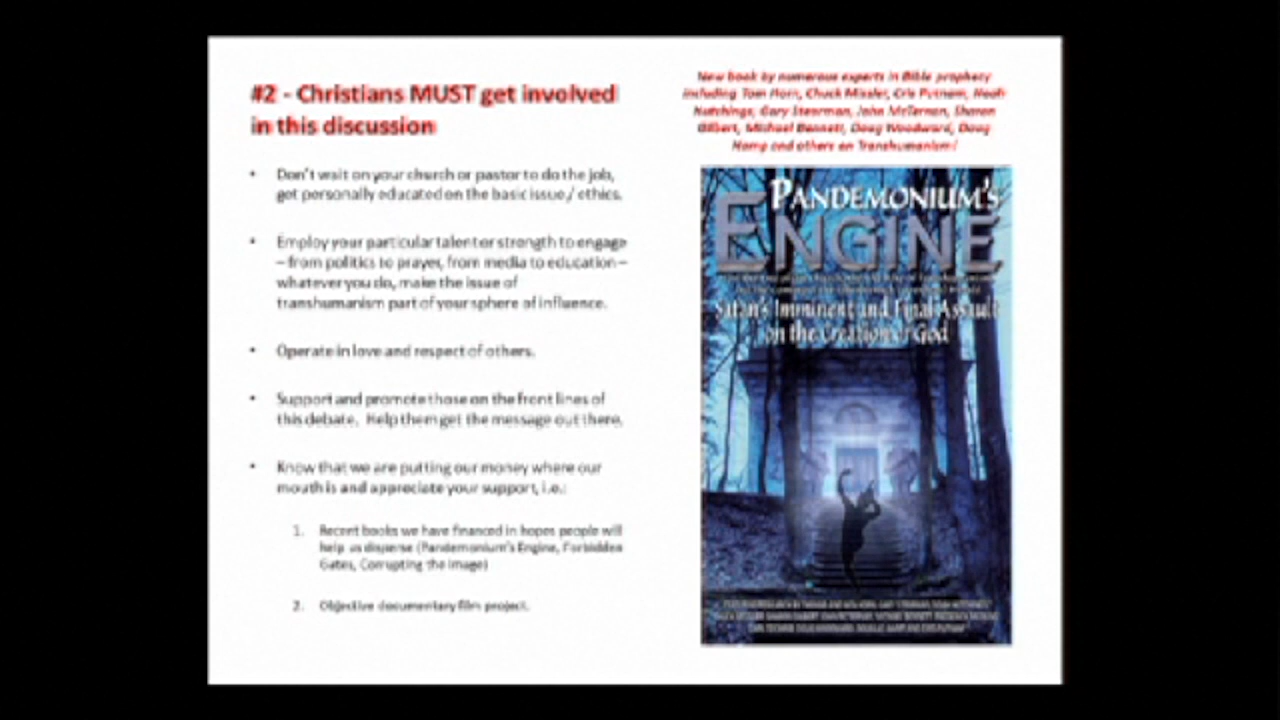 #2 - Christians MUST get involved
in this discussion
• Don't wait on your church or pastor to do the job,
get personally educated on the basic issue / ethics.
• Employ your particular talent or strength to engage
– from politics to prayer, from media to education –
whatever you do, make the issue of
transhumanism part of your sphere of influence.
• Operate in love and respect of others.
• Support and promote those on the front lines of
this debate. Help them get the message out there.
• Know that we are putting our money where our
mouth is and appreciate your support, i.e.:
1. Recent books we have financed in hopes people will
help us disperse (Pandemonium's Engine, Forbidden
Gates, Corrupting the Image)
2. Objective documentary film project.
New book by numerous experts in Bible prophecy
including Tom Horn, Chuck Missler, Cris Putnam, Noah
Hutchings, Gary Stearman, John McTernan, Sharon
Gilbert, Michael Bennett, Doug Woodward, Doug
Hamp and others on Transhumanism!
PANDEMONIUM'S
ENGINE
Satan's Imminent and Final Assault
on the Creation of God